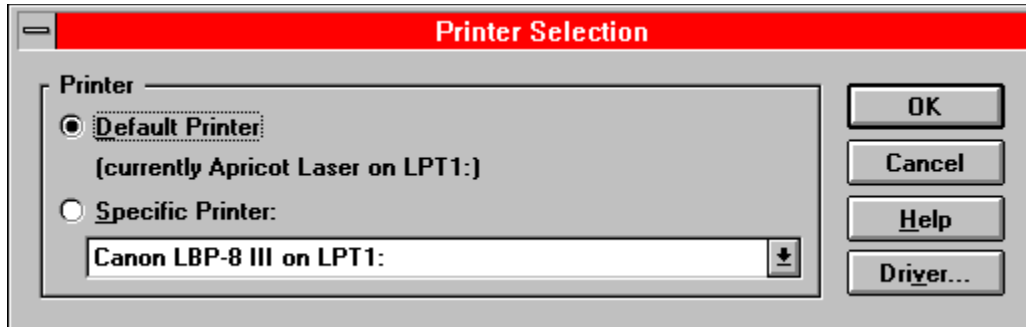 Printer Selection
Printer
Default Printer
(currently Apricot Laser on LPT1:)
Specific Printer:
Canon LBP-8 III on LPT1:
OK
Cancel
Help
Driver...